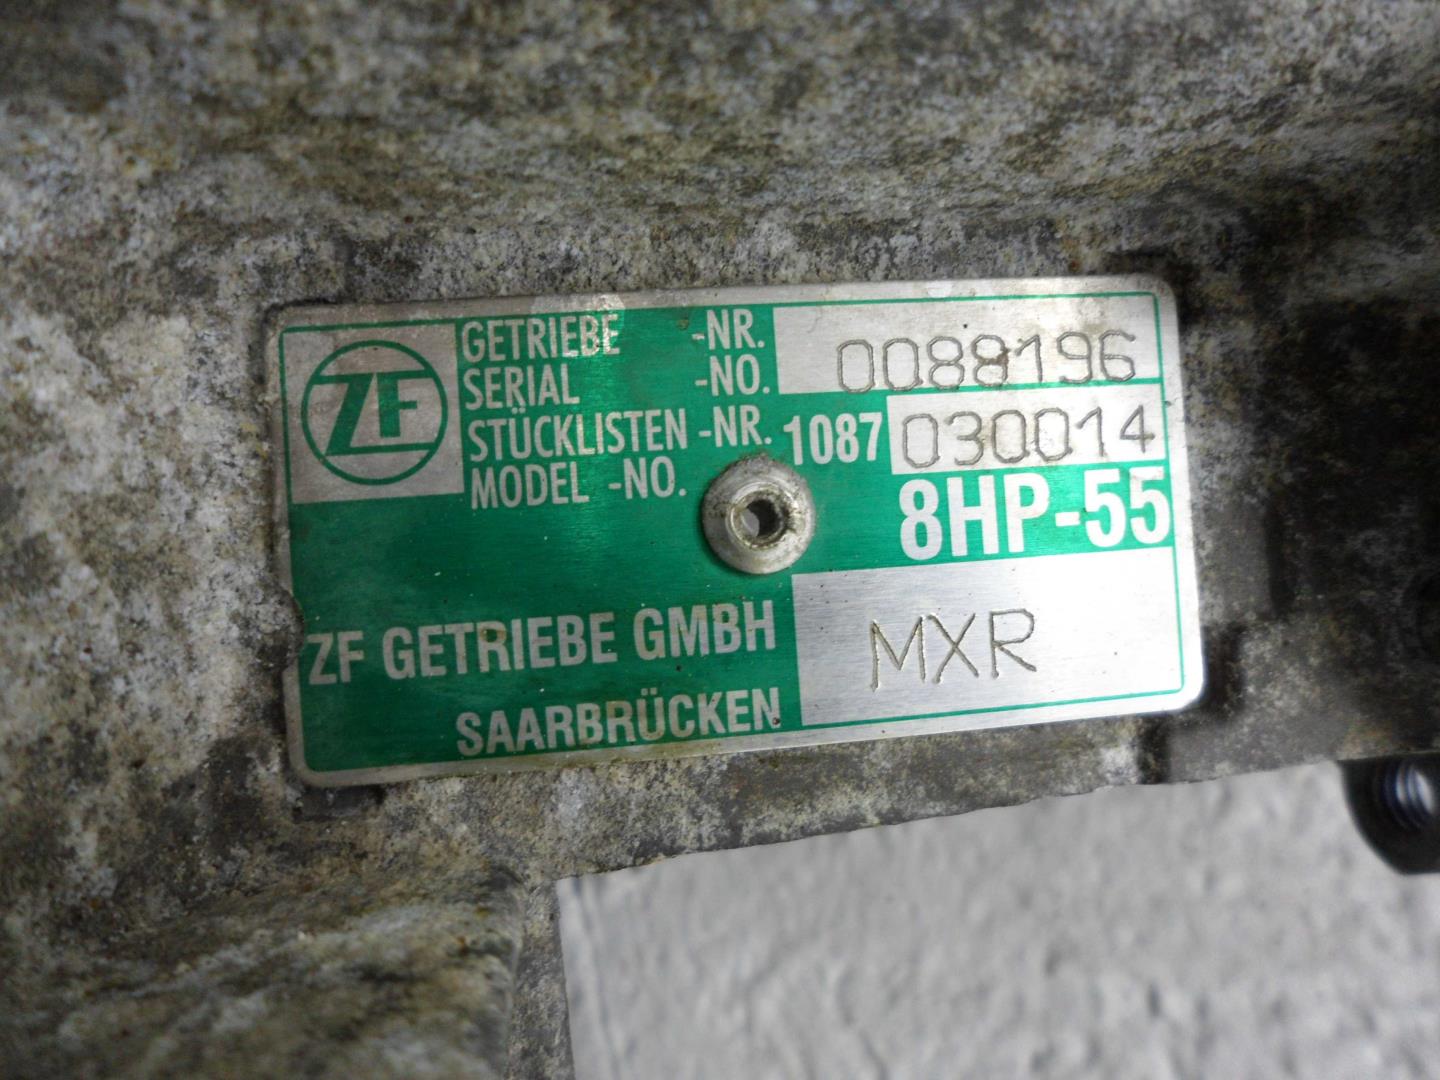 ZF
GETRIEBE -NR. 0088196
SERIAL -NO.
STÜCKLISTEN -NR. 1087 030014
MODEL -NO.
8HP-55
ZF GETRIEBE GMBH
MXR
SAARBRÜCKEN